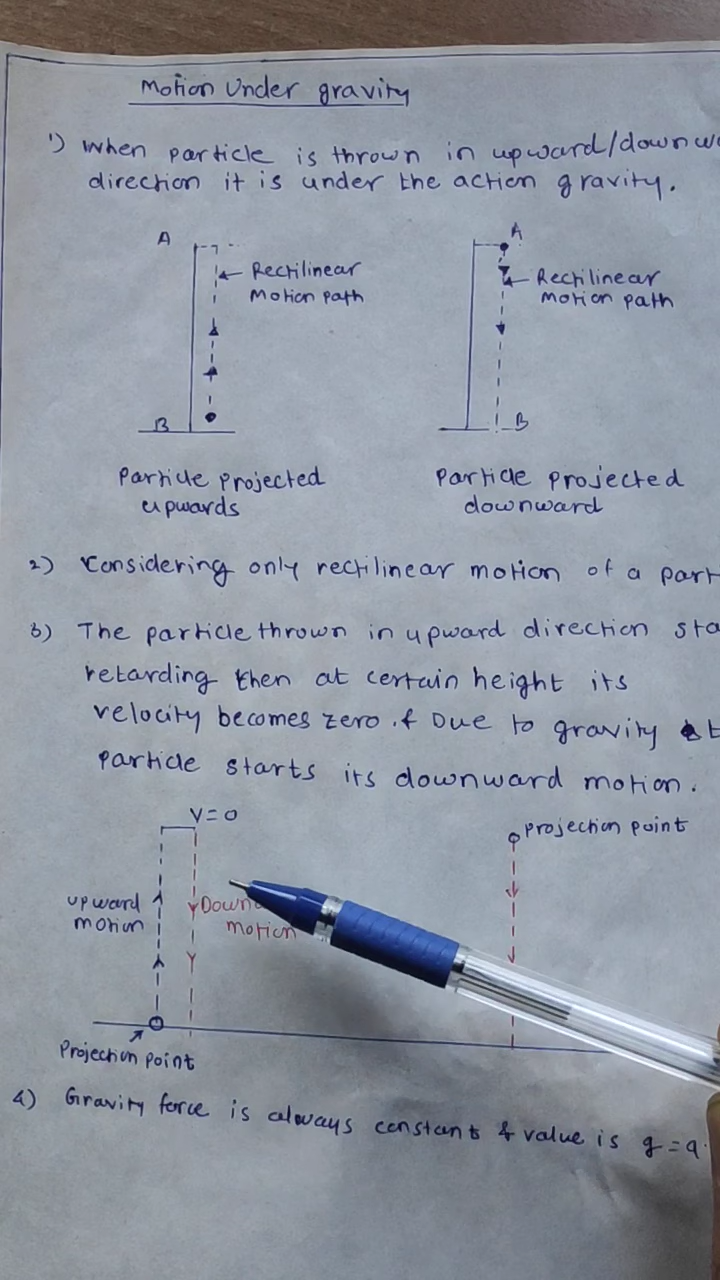 Motion Under gravity
1) When particle is thrown in upward/downw
direction it is under the action gravity.
A
Rectilinear
Motion path
B
Particle projected
upwards
A
Rectilinear
Motion path
B
Particle projected
downward
2) Considering only rectilinear motion of a part
3) The particle thrown in upward direction sta
retarding then at certain height its
velocity becomes zero. & Due to gravity t
particle starts its downward motion.
V = 0
upward
motion
Down
motion
Projection point
projection point
4) Gravity force is always constant & value is g = 9.